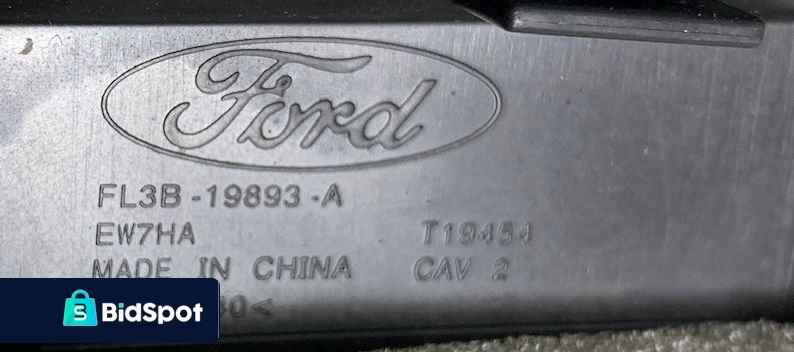 Ford
FL3B-19893-A
EW7HA T19454
MADE IN CHINA CAV 2
BidSpot